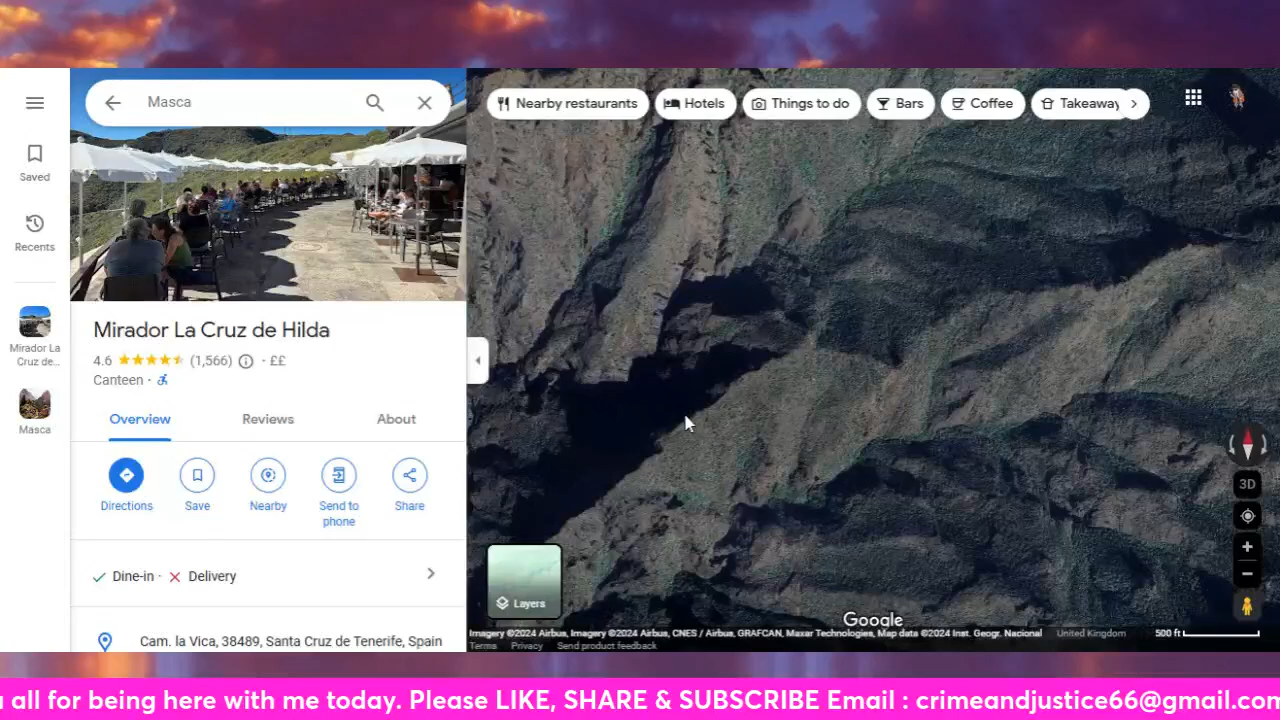 Masca
Nearby restaurants
Hotels
Things to do
Bars
Coffee
Takeaway
Saved
Recents
Mirador La Cruz de...
Masca
Mirador La Cruz de Hilda
4.6 (1,566) · ££
Canteen ·
Overview
Reviews
About
Directions
Save
Nearby
Send to phone
Share
Dine-in · Delivery
Cam. la Vica, 38489, Santa Cruz de Tenerife, Spain
3D
Layers
Google
Imagery ©2024 Airbus, Imagery ©2024 Airbus, CNES / Airbus, GRAFCAN, Maxar Technologies, Map data ©2024 Inst. Geogr. Nacional
United Kingdom
500 ft
Terms
Privacy
Send product feedback
all for being here with me today. Please LIKE, SHARE & SUBSCRIBE Email : crimeandjustice66@gmail.con